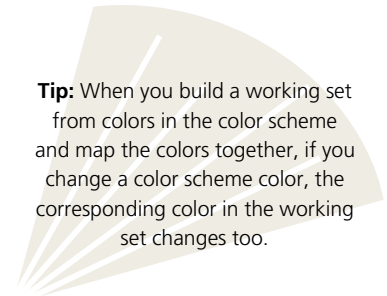 Tip: When you build a working set
from colors in the color scheme
and map the colors together, if you
change a color scheme color, the
corresponding color in the working
set changes too.